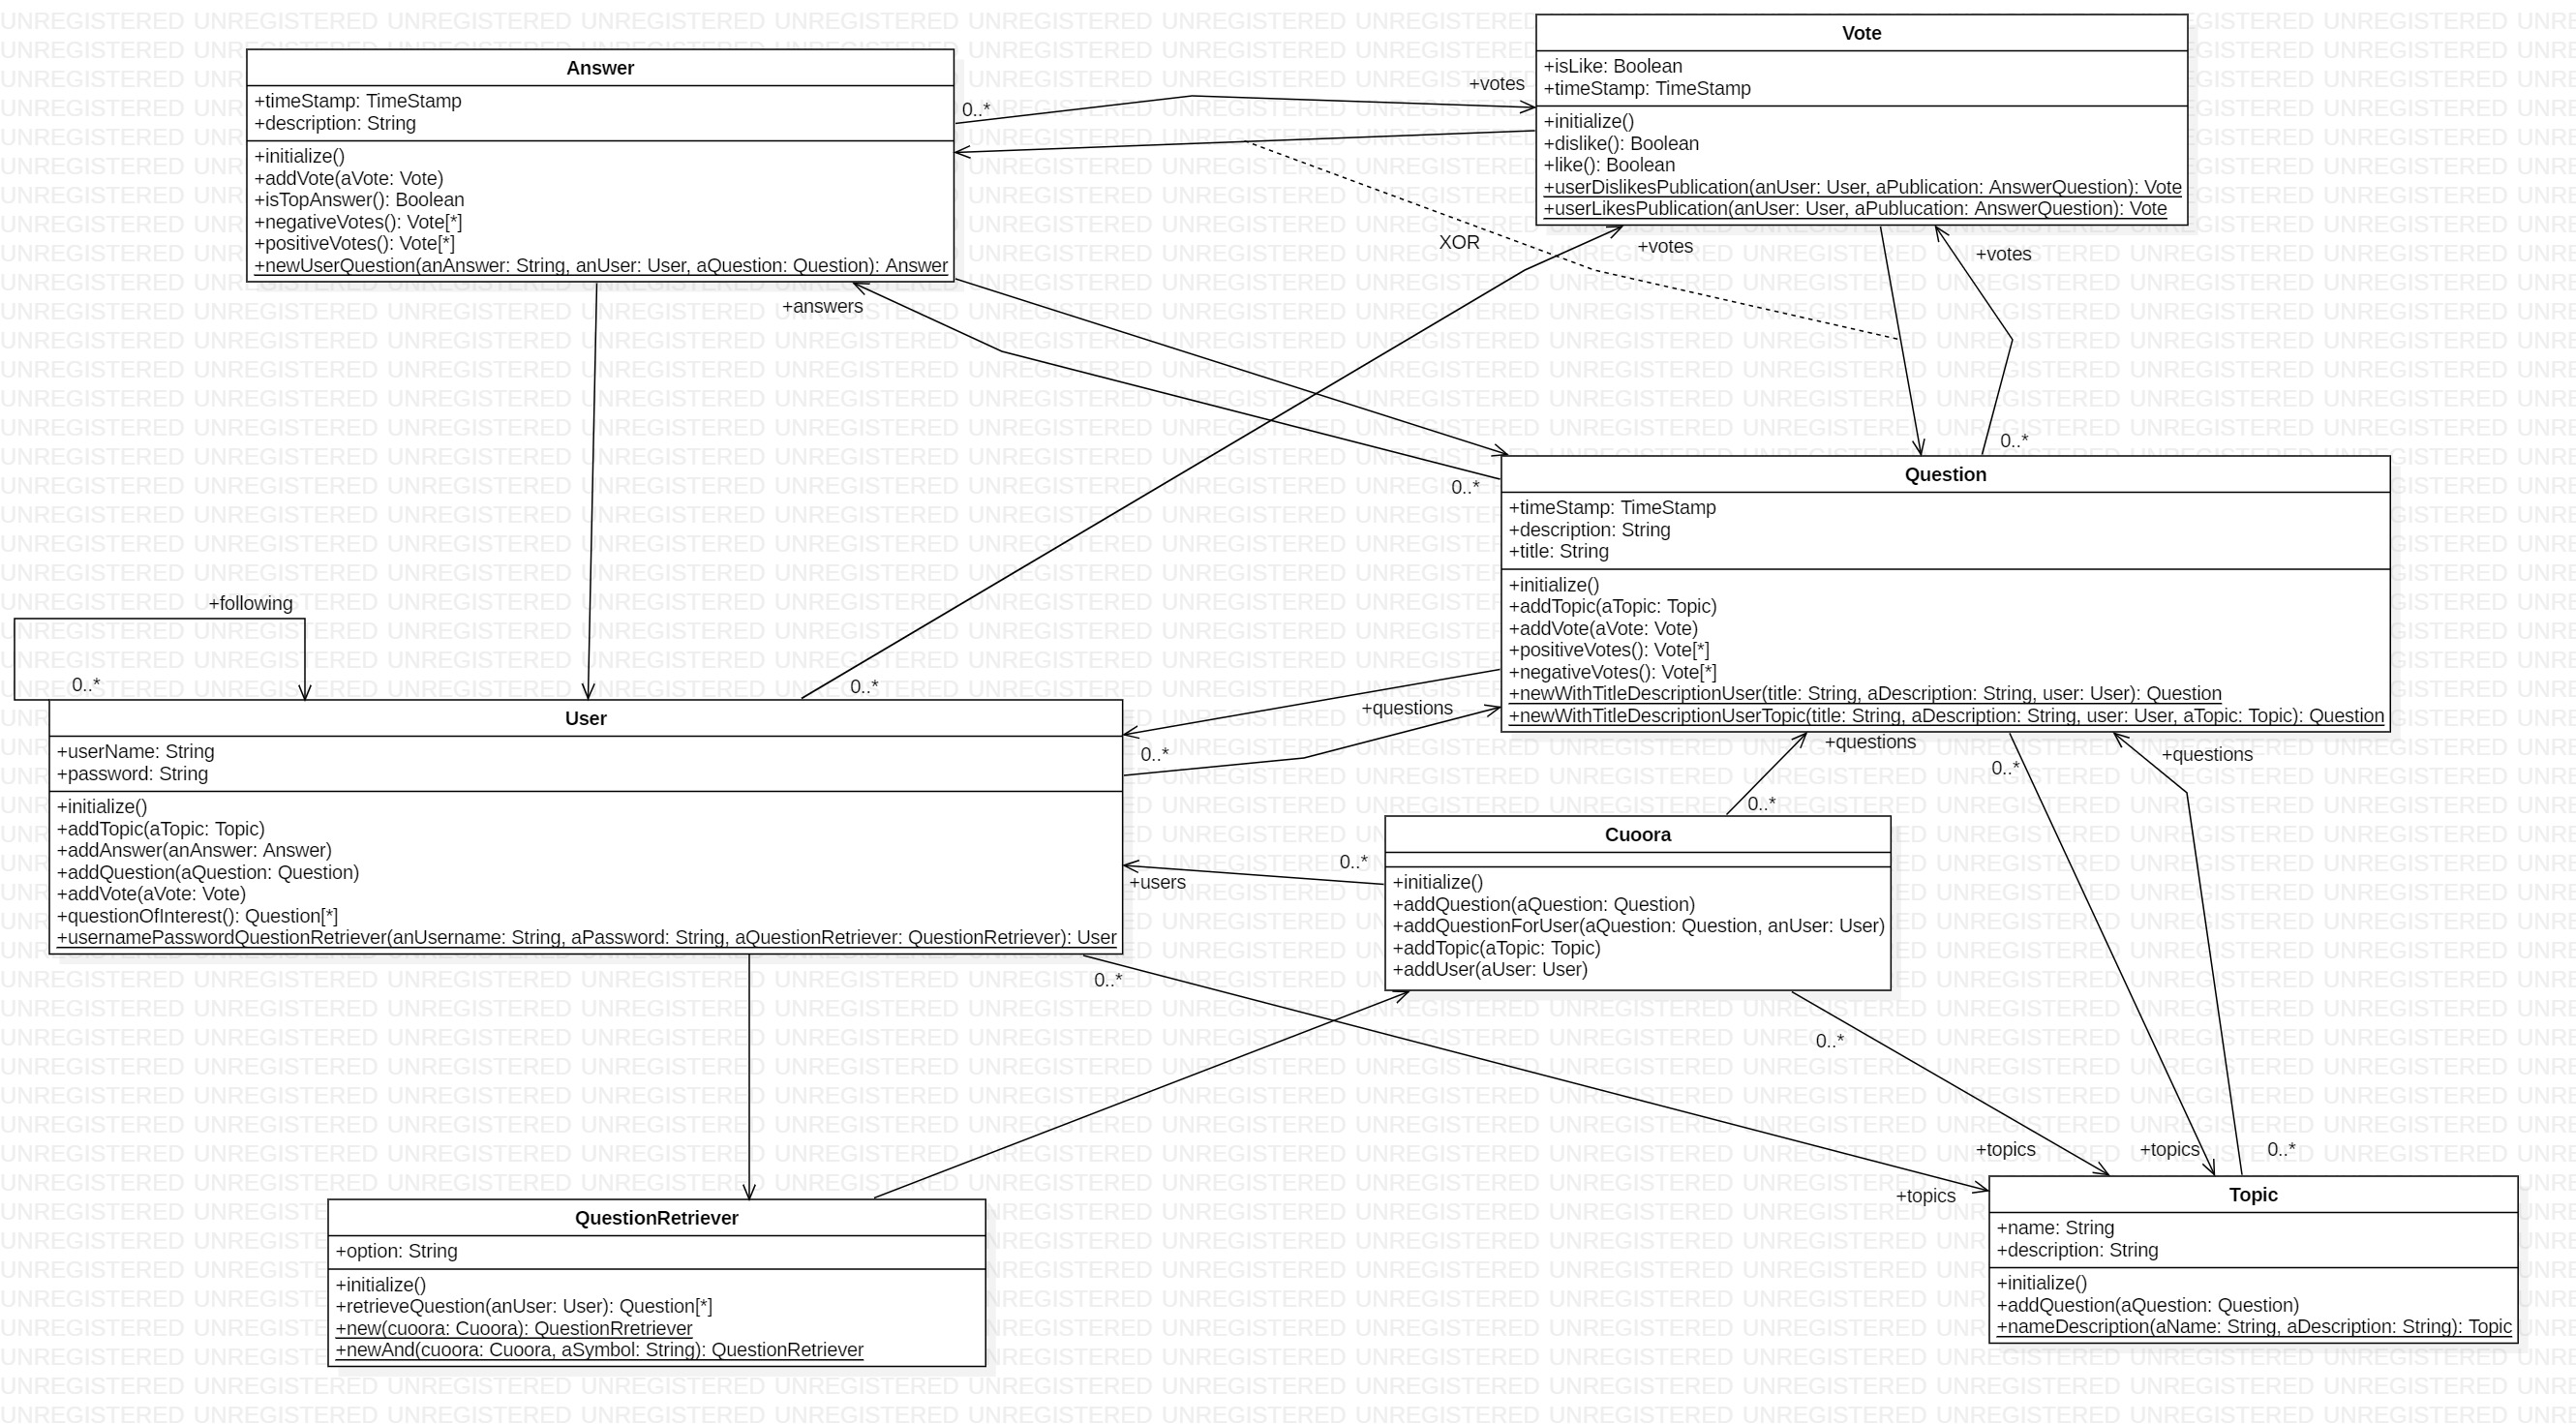 Answer
+timeStamp: TimeStamp
+description: String
+initialize()
+addVote(aVote: Vote)
+isTopAnswer(): Boolean
+negativeVotes(): Vote[*]
+positiveVotes(): Vote[*]
+newUserQuestion(anAnswer: String, anUser: User, aQuestion: Question): Answer
0..*
+votes
Vote
+isLike: Boolean
+timeStamp: TimeStamp
+initialize()
+dislike(): Boolean
+like(): Boolean
+userDislikesPublication(anUser: User, aPublication: AnswerQuestion): Vote
+userLikesPublication(anUser: User, aPublucation: AnswerQuestion): Vote
XOR
+votes
+votes
+answers
0..*
0..*
Question
+timeStamp: TimeStamp
+description: String
+title: String
+initialize()
+addTopic(aTopic: Topic)
+addVote(aVote: Vote)
+positiveVotes(): Vote[*]
+negativeVotes(): Vote[*]
+newWithTitleDescriptionUser(title: String, aDescription: String, user: User): Question
+newWithTitleDescriptionUserTopic(title: String, aDescription: String, user: User, aTopic: Topic): Question
+following
0..*
0..*
User
+userName: String
+password: String
+initialize()
+addTopic(aTopic: Topic)
+addAnswer(anAnswer: Answer)
+addQuestion(aQuestion: Question)
+addVote(aVote: Vote)
+questionOfInterest(): Question[*]
+usernamePasswordQuestionRetriever(anUsername: String, aPassword: String, aQuestionRetriever: QuestionRetriever): User
+questions
0..*
+questions
0..*
0..*
+questions
Cuoora
+initialize()
+addQuestion(aQuestion: Question)
+addQuestionForUser(aQuestion: Question, anUser: User)
+addTopic(aTopic: Topic)
+addUser(aUser: User)
0..*
+users
0..*
0..*
+topics
+topics
0..*
+topics
QuestionRetriever
+option: String
+initialize()
+retrieveQuestion(anUser: User): Question[*]
+new(cuoora: Cuoora): QuestionRretriever
+newAnd(cuoora: Cuoora, aSymbol: String): QuestionRetriever
Topic
+name: String
+description: String
+initialize()
+addQuestion(aQuestion: Question)
+nameDescription(aName: String, aDescription: String): Topic
UNREGISTERED